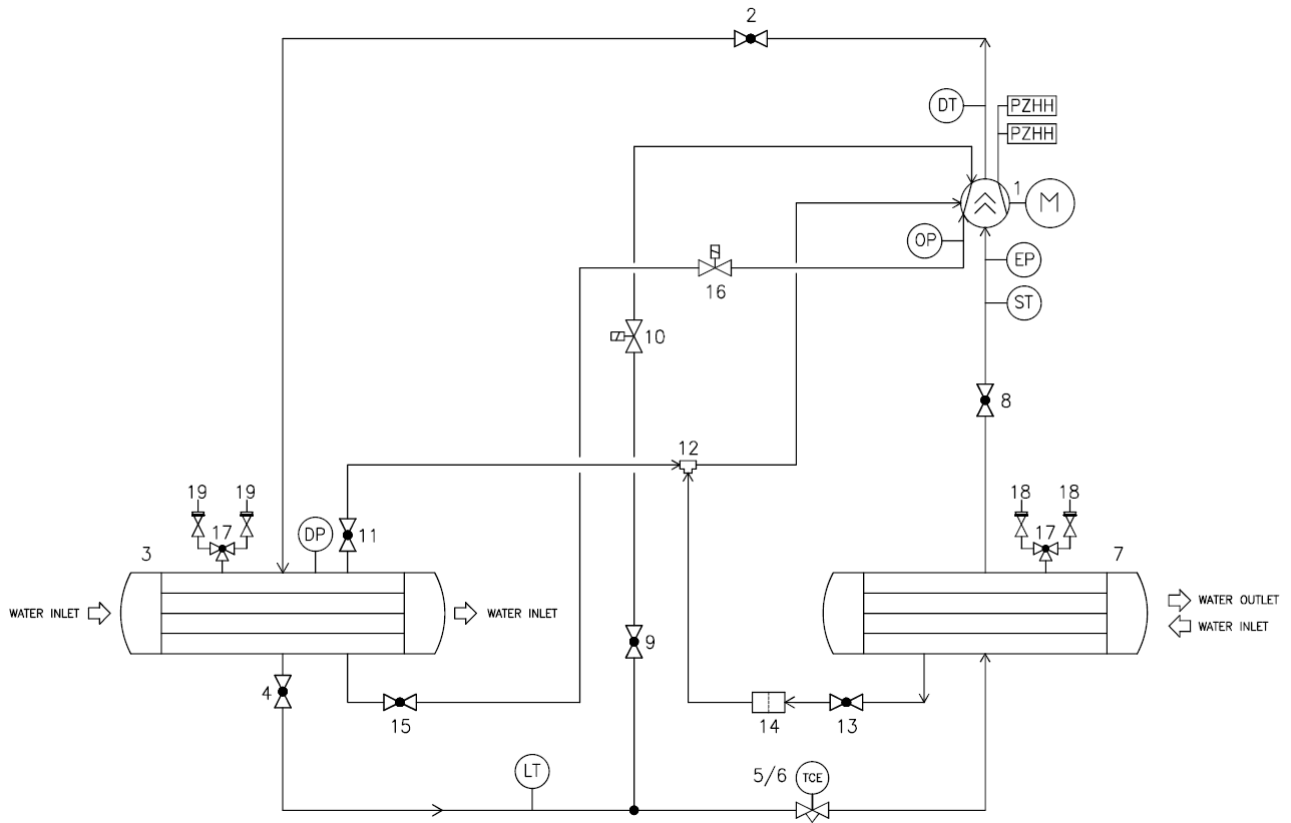 2
DT
PZHH
PZHH
1
M
OP
EP
16
ST
10
8
12
19
19
18
18
17
DP
11
17
3
7
WATER INLET
WATER INLET
WATER OUTLET
WATER INLET
9
4
15
14
13
LT
5/6
TCE